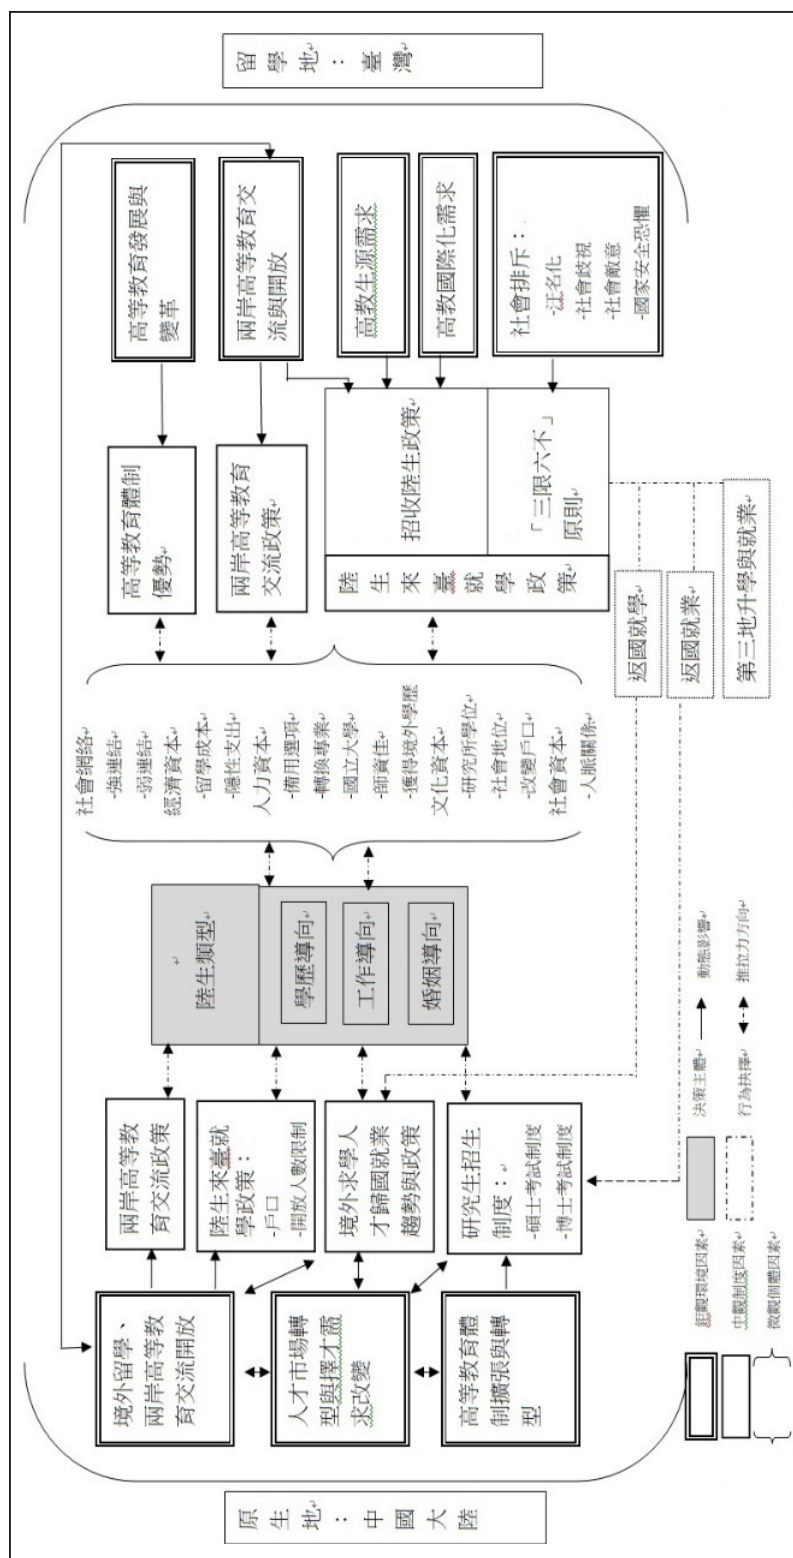 原生地：中國大陸
境外留學、
兩岸高等教
育交流開放
人才市場轉
型與擇才需
求改變
高等教育體
制擴張與轉
型
兩岸高等教
育交流政策
陸生來臺就
學政策：
-戶口
-開放人數限制
境外求學人
才歸國就業
趨勢與政策
研究生招生
制度：
-碩士考試制度
-博士考試制度
陸生類型
學歷導向
工作導向
婚姻導向
社會網絡
-強連結
-弱連結
經濟資本
-留學成本
-隱性支出
人力資本
-備用選項
-轉換專業
-國立大學
-師資佳
-獲得境外學歷
文化資本
-研究所學位
-社會地位
-改變戶口
社會資本
-人脈關係
高等教育體制
優勢
兩岸高等教育
交流政策
陸生來臺就學政策
招收陸生政策
「三限六不」
原則
高等教育發展與
變革
兩岸高等教育交
流與開放
高教生源需求
高教國際化需求
社會排斥：
-汙名化
-社會歧視
-社會敵意
-國家安全恐懼
留學地：臺灣
返國就學
返國就業
第三地升學與就業
鉅觀環境因素
決策主體
動態影響
中觀制度因素
行為抉擇
推拉力方向
微觀個體因素